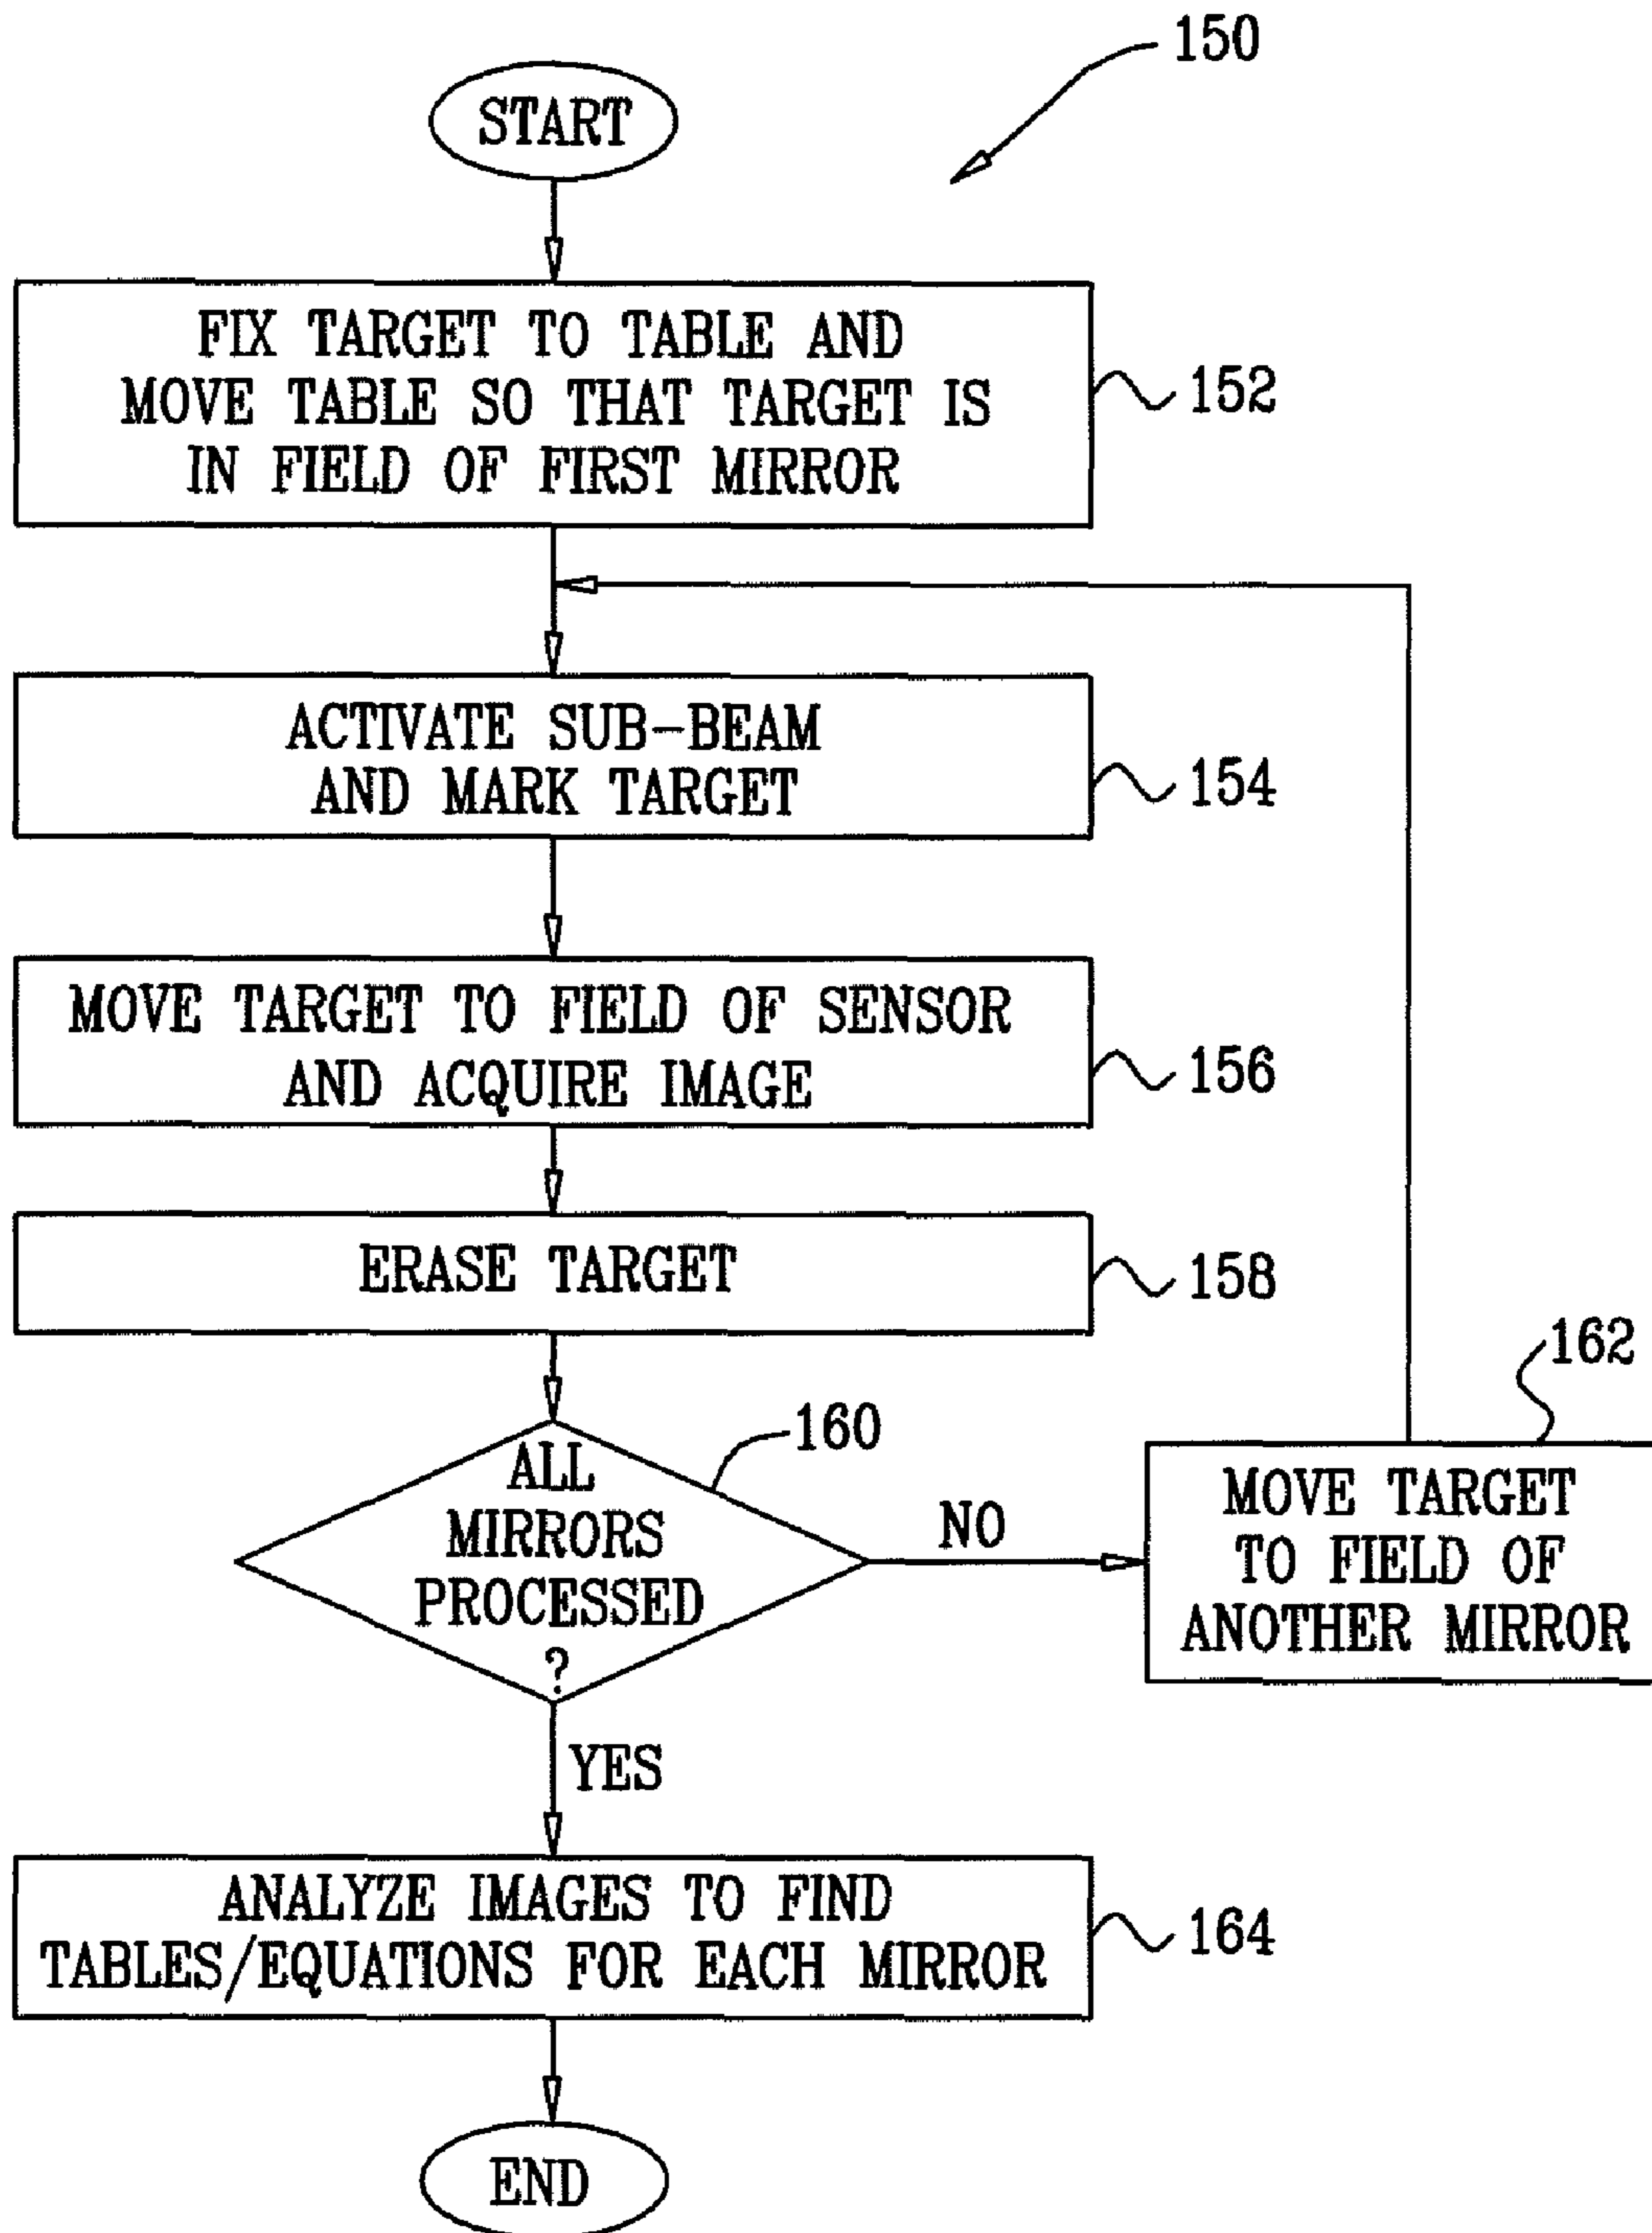 150
START
FIX TARGET TO TABLE AND
MOVE TABLE SO THAT TARGET IS
IN FIELD OF FIRST MIRROR
152
ACTIVATE SUB-BEAM
AND MARK TARGET
154
MOVE TARGET TO FIELD OF SENSOR
AND ACQUIRE IMAGE
156
ERASE TARGET
158
ALL
MIRRORS
PROCESSED
?
160
NO
162
MOVE TARGET
TO FIELD OF
ANOTHER MIRROR
YES
ANALYZE IMAGES TO FIND
TABLES/EQUATIONS FOR EACH MIRROR
164
END